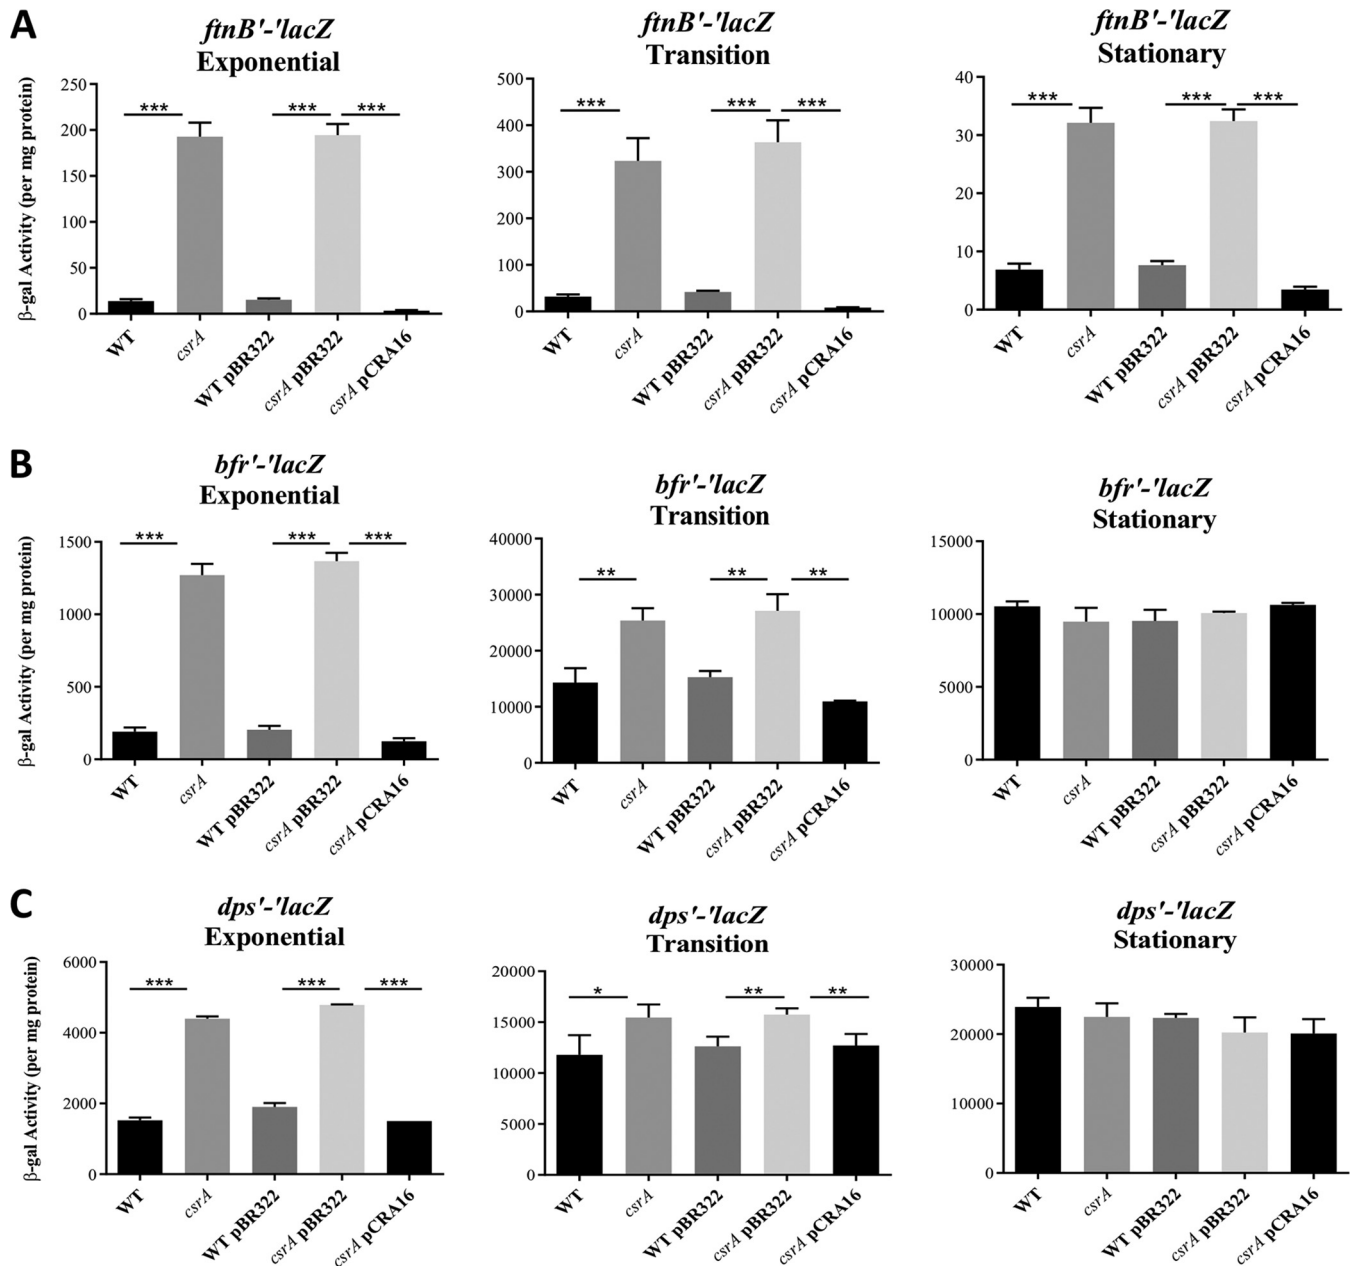 A
ftnB'-'lacZ
Exponential
β-gal Activity (per mg protein)
250
200
150
100
50
0
***
***
***
WT
csrA
WT pBR322
csrA pBR322
csrA pCRA16
ftnB'-'lacZ
Transition
500
400
300
200
100
0
***
***
***
WT
csrA
WT pBR322
csrA pBR322
csrA pCRA16
ftnB'-'lacZ
Stationary
40
30
20
10
0
***
***
***
WT
csrA
WT pBR322
csrA pBR322
csrA pCRA16
B
bfr'-'lacZ
Exponential
β-gal Activity (per mg protein)
1500
1000
500
0
***
***
***
WT
csrA
WT pBR322
csrA pBR322
csrA pCRA16
bfr'-'lacZ
Transition
40000
30000
20000
10000
0
**
**
**
WT
csrA
WT pBR322
csrA pBR322
csrA pCRA16
bfr'-'lacZ
Stationary
15000
10000
5000
0
WT
csrA
WT pBR322
csrA pBR322
csrA pCRA16
C
dps'-'lacZ
Exponential
β-gal Activity (per mg protein)
6000
4000
2000
0
***
***
***
WT
csrA
WT pBR322
csrA pBR322
csrA pCRA16
dps'-'lacZ
Transition
20000
15000
10000
5000
0
*
**
**
WT
csrA
WT pBR322
csrA pBR322
csrA pCRA16
dps'-'lacZ
Stationary
30000
20000
10000
0
WT
csrA
WT pBR322
csrA pBR322
csrA pCRA16